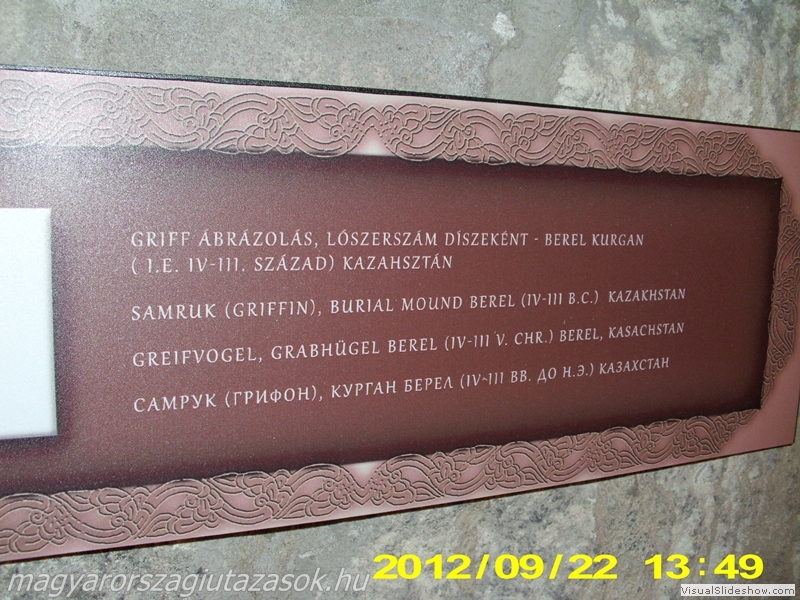 GRIFF ÁBRÁZOLÁS, LÓSZERSZÁM DÍSZEKÉNT - BEREL KURGAN
( I.E. IV-III. SZÁZAD) KAZAHSZTÁN
SAMRUK (GRIFFIN), BURIAL MOUND BEREL (IV-III B.C.) KAZAKHSTAN
GREIFVOGEL, GRABHÜGEL BEREL (IV-III V. CHR.) BEREL, KASACHSTAN
САМРУК (ГРИФОН), КУРГАН БЕРЕЛ (IV-III ВВ. ДО Н.Э.) КАЗАХСТАН
2012/09/22 13:49
magyarorszagiutazasok.hu
VisualSlideshow.com